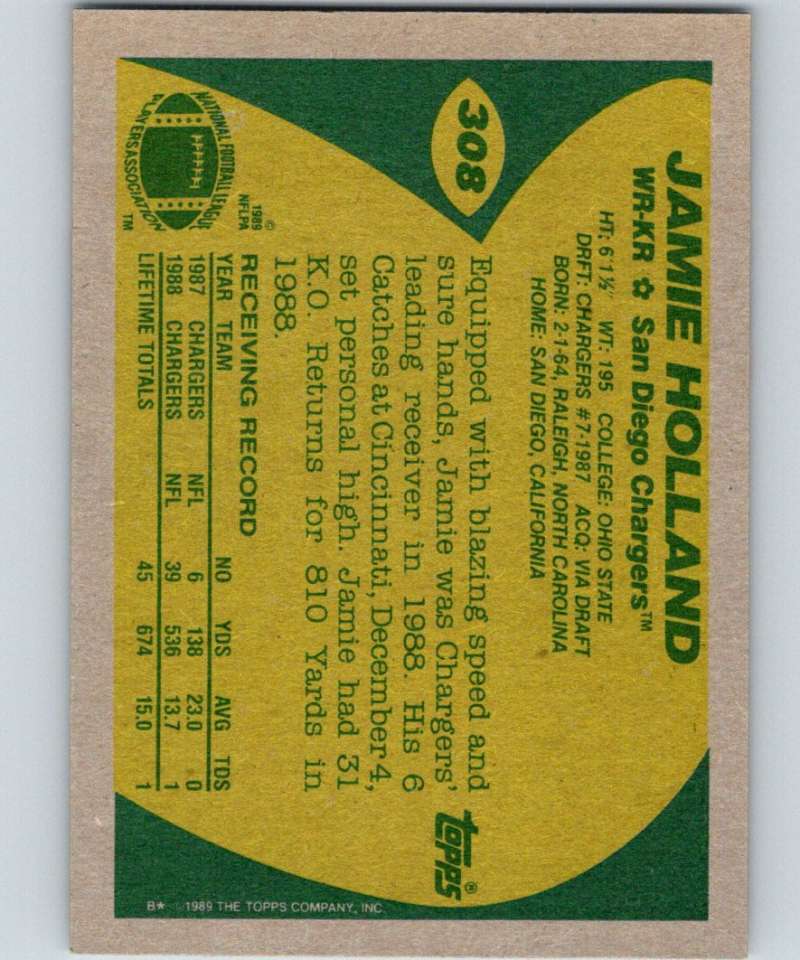 308
JAMIE HOLLAND
WR-KR ✩ San Diego Chargers™
HT: 6'1½" WT: 195 COLLEGE: OHIO STATE
DRFT: CHARGERS #7-1987 ACQ: VIA DRAFT
BORN: 2-1-64, RALEIGH, NORTH CAROLINA
HOME: SAN DIEGO, CALIFORNIA
Equipped with blazing speed and
sure hands, Jamie was Chargers'
leading receiver in 1988. His 6
Catches at Cincinnati, December 4,
set personal high. Jamie had 31
K.O. Returns for 810 Yards in
1988.
NATIONAL FOOTBALL LEAGUE
PLAYERS ASSOCIATION
™
©
1989
NFLPA
RECEIVING RECORD
YEAR TEAM NO YDS AVG TDS
1987 CHARGERS NFL 6 138 23.0 0
1988 CHARGERS NFL 39 536 13.7 1
LIFETIME TOTALS 45 674 15.0 1
topps®
B* 1989 THE TOPPS COMPANY, INC.